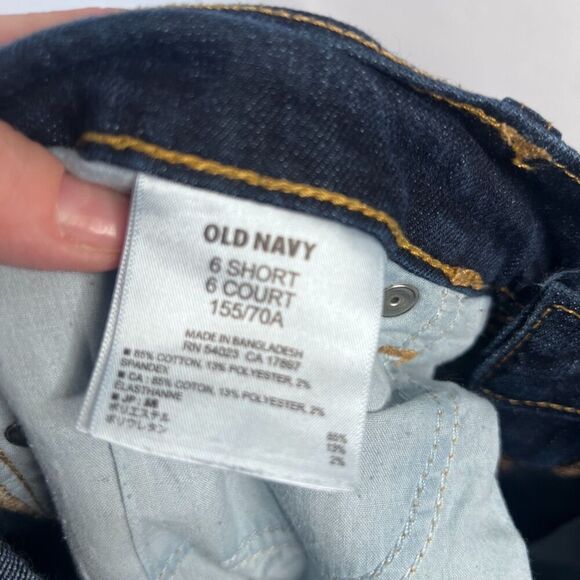 OLD NAVY
6 SHORT
6 COURT
155/70A
MADE IN BANGLADESH
RN 54023 CA 17897
■ 85% COTTON, 13% POLYESTER, 2%
SPANDEX
■ CA : 85% COTTON, 13% POLYESTER, 2%
ELASTHANNE
■ JP : 綿 85%
ポリエステル 13%
ポリウレタン 2%